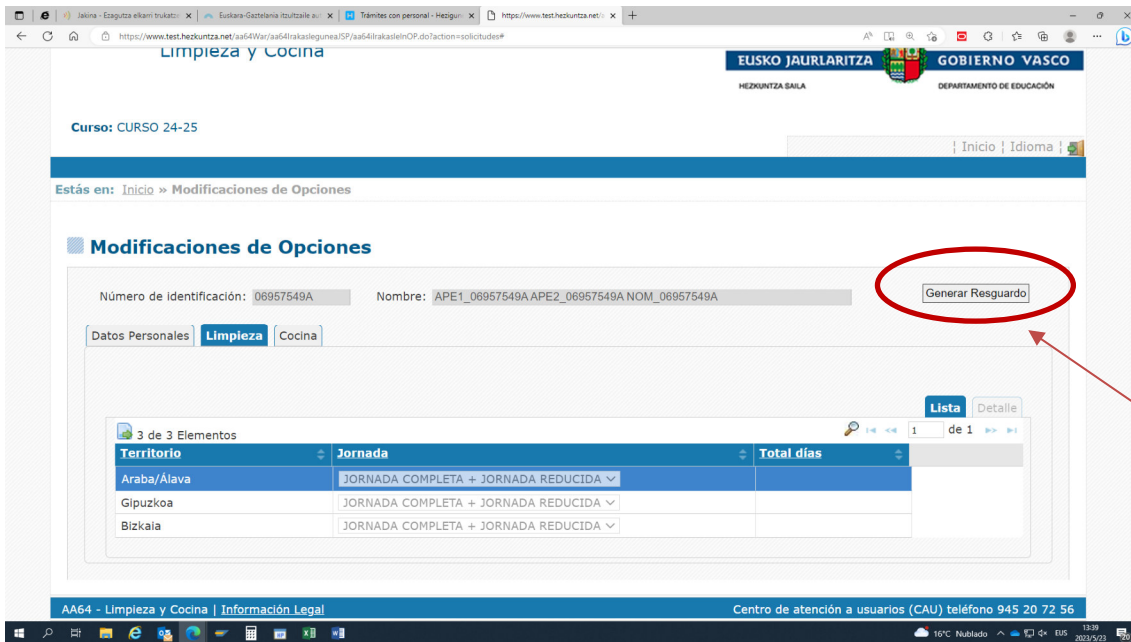 Jakina - Ezagutza elkarri trukatze
Euskara-Gaztelania itzultzaile aut
Trámites con personal - Hezigune
https://www.test.hezkuntza.net/a
https://www.test.hezkuntza.net/aa64War/aa64IrakasleguneaJSP/aa64iIrakasleInOP.do?action=solicitudes#
Limpieza y Cocina
EUSKO JAURLARITZA
GOBIERNO VASCO
HEZKUNTZA SAILA
DEPARTAMENTO DE EDUCACIÓN
Curso: CURSO 24-25
¦ Inicio ¦ Idioma ¦
Estás en: Inicio » Modificaciones de Opciones
Modificaciones de Opciones
Número de identificación: 06957549A Nombre: APE1_06957549A APE2_06957549A NOM_06957549A
Generar Resguardo
Datos Personales Limpieza Cocina
Lista Detalle
3 de 3 Elementos
1 de 1
Territorio Jornada Total días
Araba/Álava JORNADA COMPLETA + JORNADA REDUCIDA
Gipuzkoa JORNADA COMPLETA + JORNADA REDUCIDA
Bizkaia JORNADA COMPLETA + JORNADA REDUCIDA
AA64 - Limpieza y Cocina | Información Legal
Centro de atención a usuarios (CAU) teléfono 945 20 72 56
16°C Nublado
EUS
13:39
2023/5/23